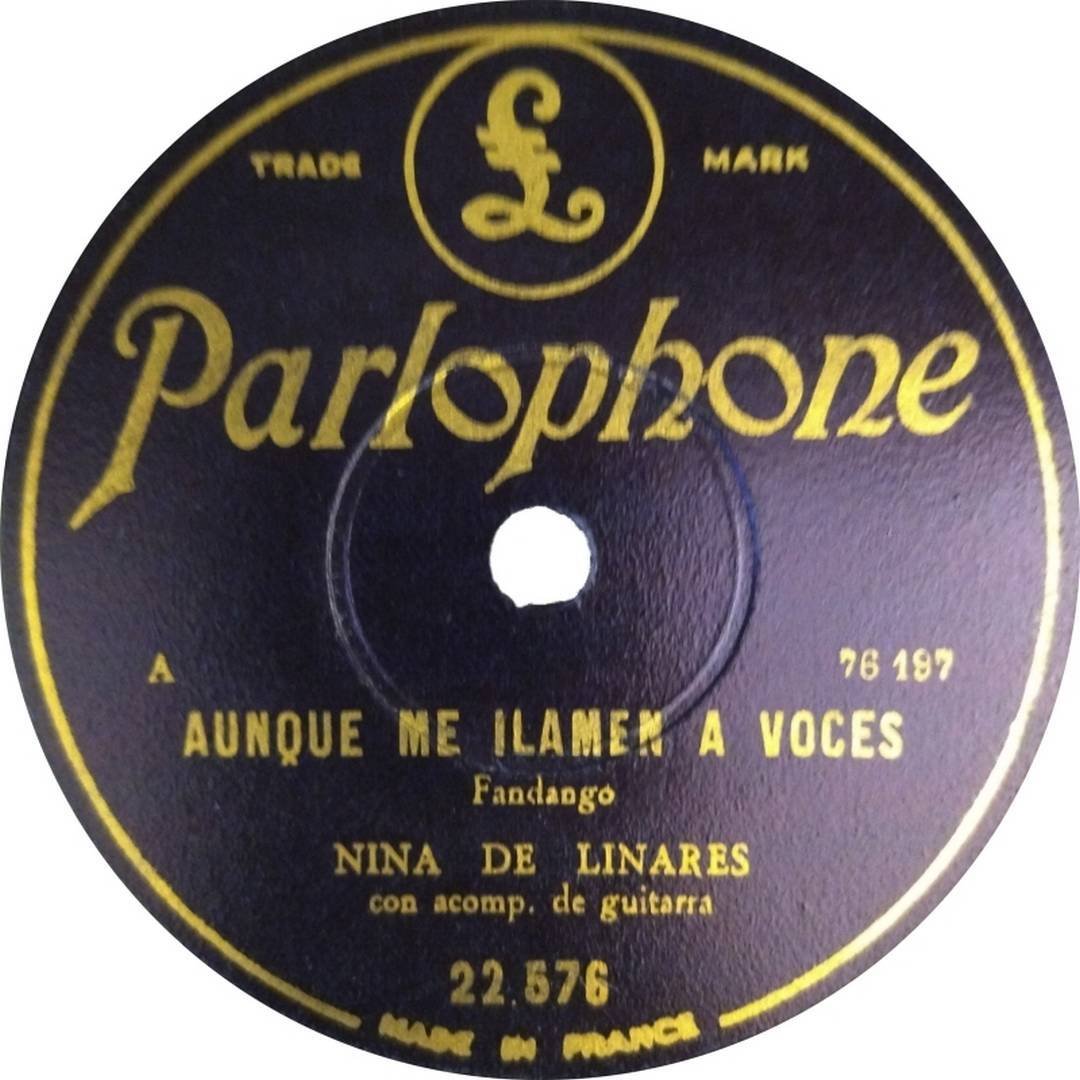 TRADE £ MARK
Parlophone
A 76 197
AUNQUE ME ILAMEN A VOCES
Fandango
NINA DE LINARES
con acomp. de guitarra
22.576
MADE IN FRANCE